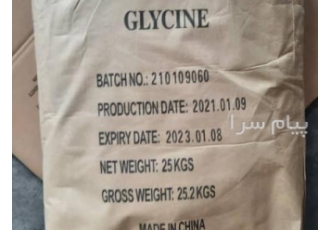 GLYCINE
BATCH NO.: 210109060
PRODUCTION DATE: 2021.01.09
پیام سرا
EXPIRY DATE: 2023.01.08
NET WEIGHT: 25KGS
GROSS WEIGHT: 25.2KGS
MADE IN CHINA